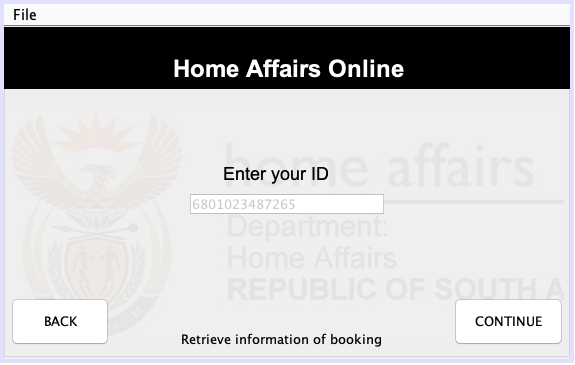 File
Home Affairs Online
home affairs
Enter your ID
6801023487265
Department:
Home Affairs
REPUBLIC OF SOUTH A
BACK
CONTINUE
Retrieve information of booking